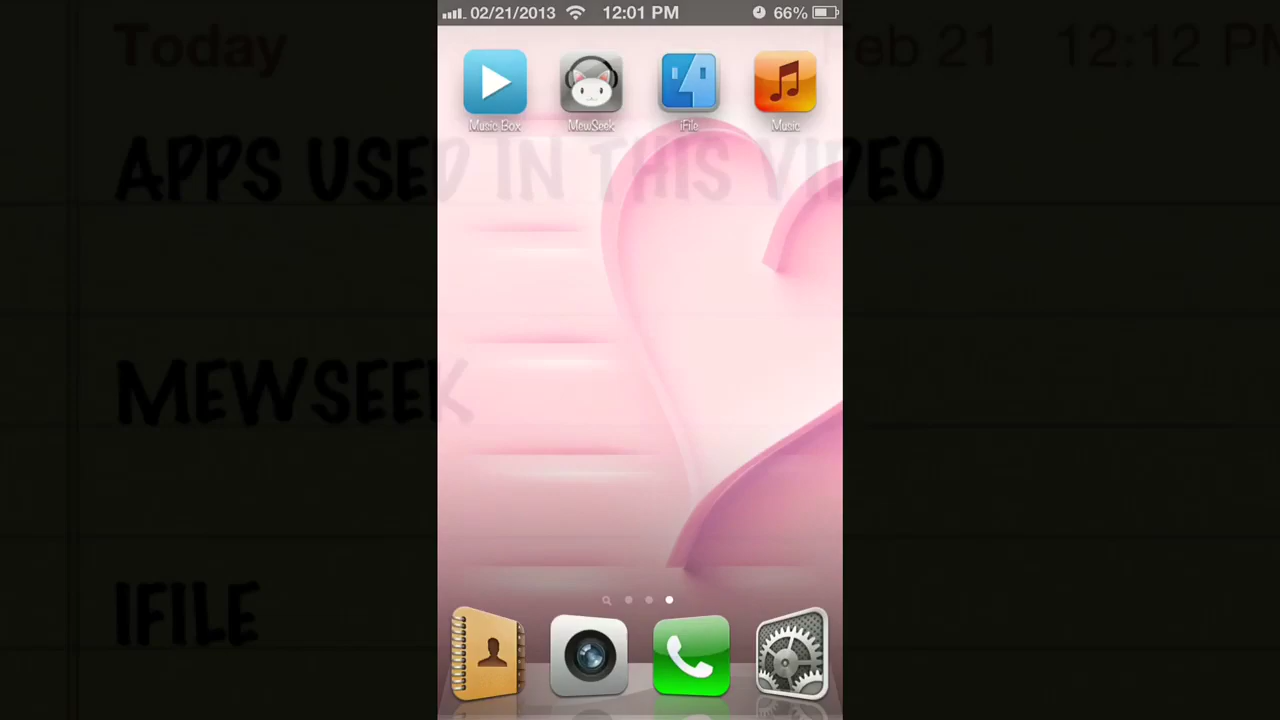 02/21/2013 12:01 PM 66%
Today Feb 21 12:12 PM
Music Box MewSeek iFile Music
APPS USED IN THIS VIDEO
MEWSEEK
IFILE